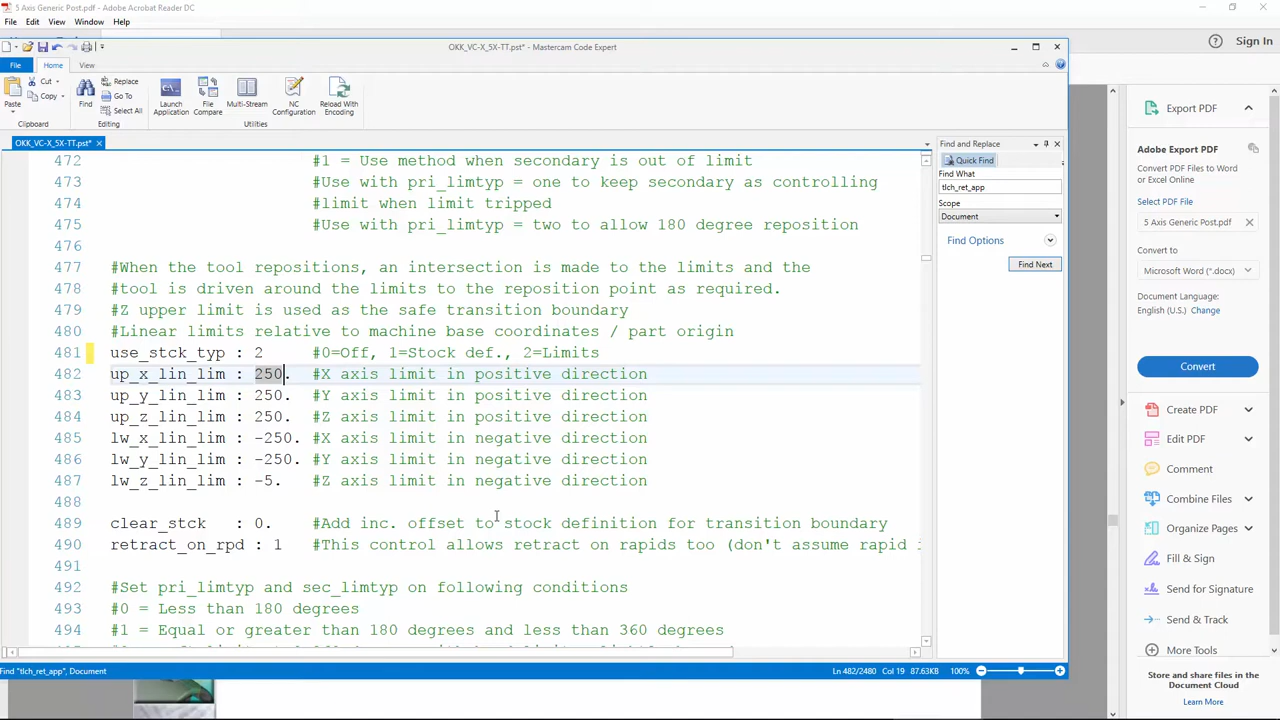 5 Axis Generic Post.pdf - Adobe Acrobat Reader DC
File Edit View Window Help
Sign In
OKK_VC-X_5X-TT.pst* - Mastercam Code Expert
File Home View
Paste
Cut
Copy
Clipboard
Find
Replace
Go To
Select All
Editing
Launch Application
File Compare
Multi-Stream
NC Configuration
Reload With Encoding
Utilities
OKK_VC-X_5X-TT.pst*
472 #1 = Use method when secondary is out of limit
473 #Use with pri_limtyp = one to keep secondary as controlling
474 #limit when limit tripped
475 #Use with pri_limtyp = two to allow 180 degree reposition
476
477 #When the tool repositions, an intersection is made to the limits and the
478 #tool is driven around the limits to the reposition point as required.
479 #Z upper limit is used as the safe transition boundary
480 #Linear limits relative to machine base coordinates / part origin
481 use_stck_typ : 2 #0=Off, 1=Stock def., 2=Limits
482 up_x_lin_lim : 250. #X axis limit in positive direction
483 up_y_lin_lim : 250. #Y axis limit in positive direction
484 up_z_lin_lim : 250. #Z axis limit in positive direction
485 lw_x_lin_lim : -250. #X axis limit in negative direction
486 lw_y_lin_lim : -250. #Y axis limit in negative direction
487 lw_z_lin_lim : -5. #Z axis limit in negative direction
488
489 clear_stck : 0. #Add inc. offset to stock definition for transition boundary
490 retract_on_rpd : 1 #This control allows retract on rapids too (don't assume rapid i
491
492 #Set pri_limtyp and sec_limtyp on following conditions
493 #0 = Less than 180 degrees
494 #1 = Equal or greater than 180 degrees and less than 360 degrees
Find "tlch_ret_app", Document
Ln 482/2480 Col 19 87.63KB 100%
Find and Replace
Quick Find
Find What
tlch_ret_app
Scope
Document
Find Options
Find Next
Export PDF
Adobe Export PDF
Convert PDF Files to Word
or Excel Online
Select PDF File
5 Axis Generic Post.pdf
Convert to
Microsoft Word (*.docx)
Document Language:
English (U.S.) Change
Convert
Create PDF
Edit PDF
Comment
Combine Files
Organize Pages
Fill & Sign
Send for Signature
Send & Track
More Tools
Store and share files in the
Document Cloud
Learn More